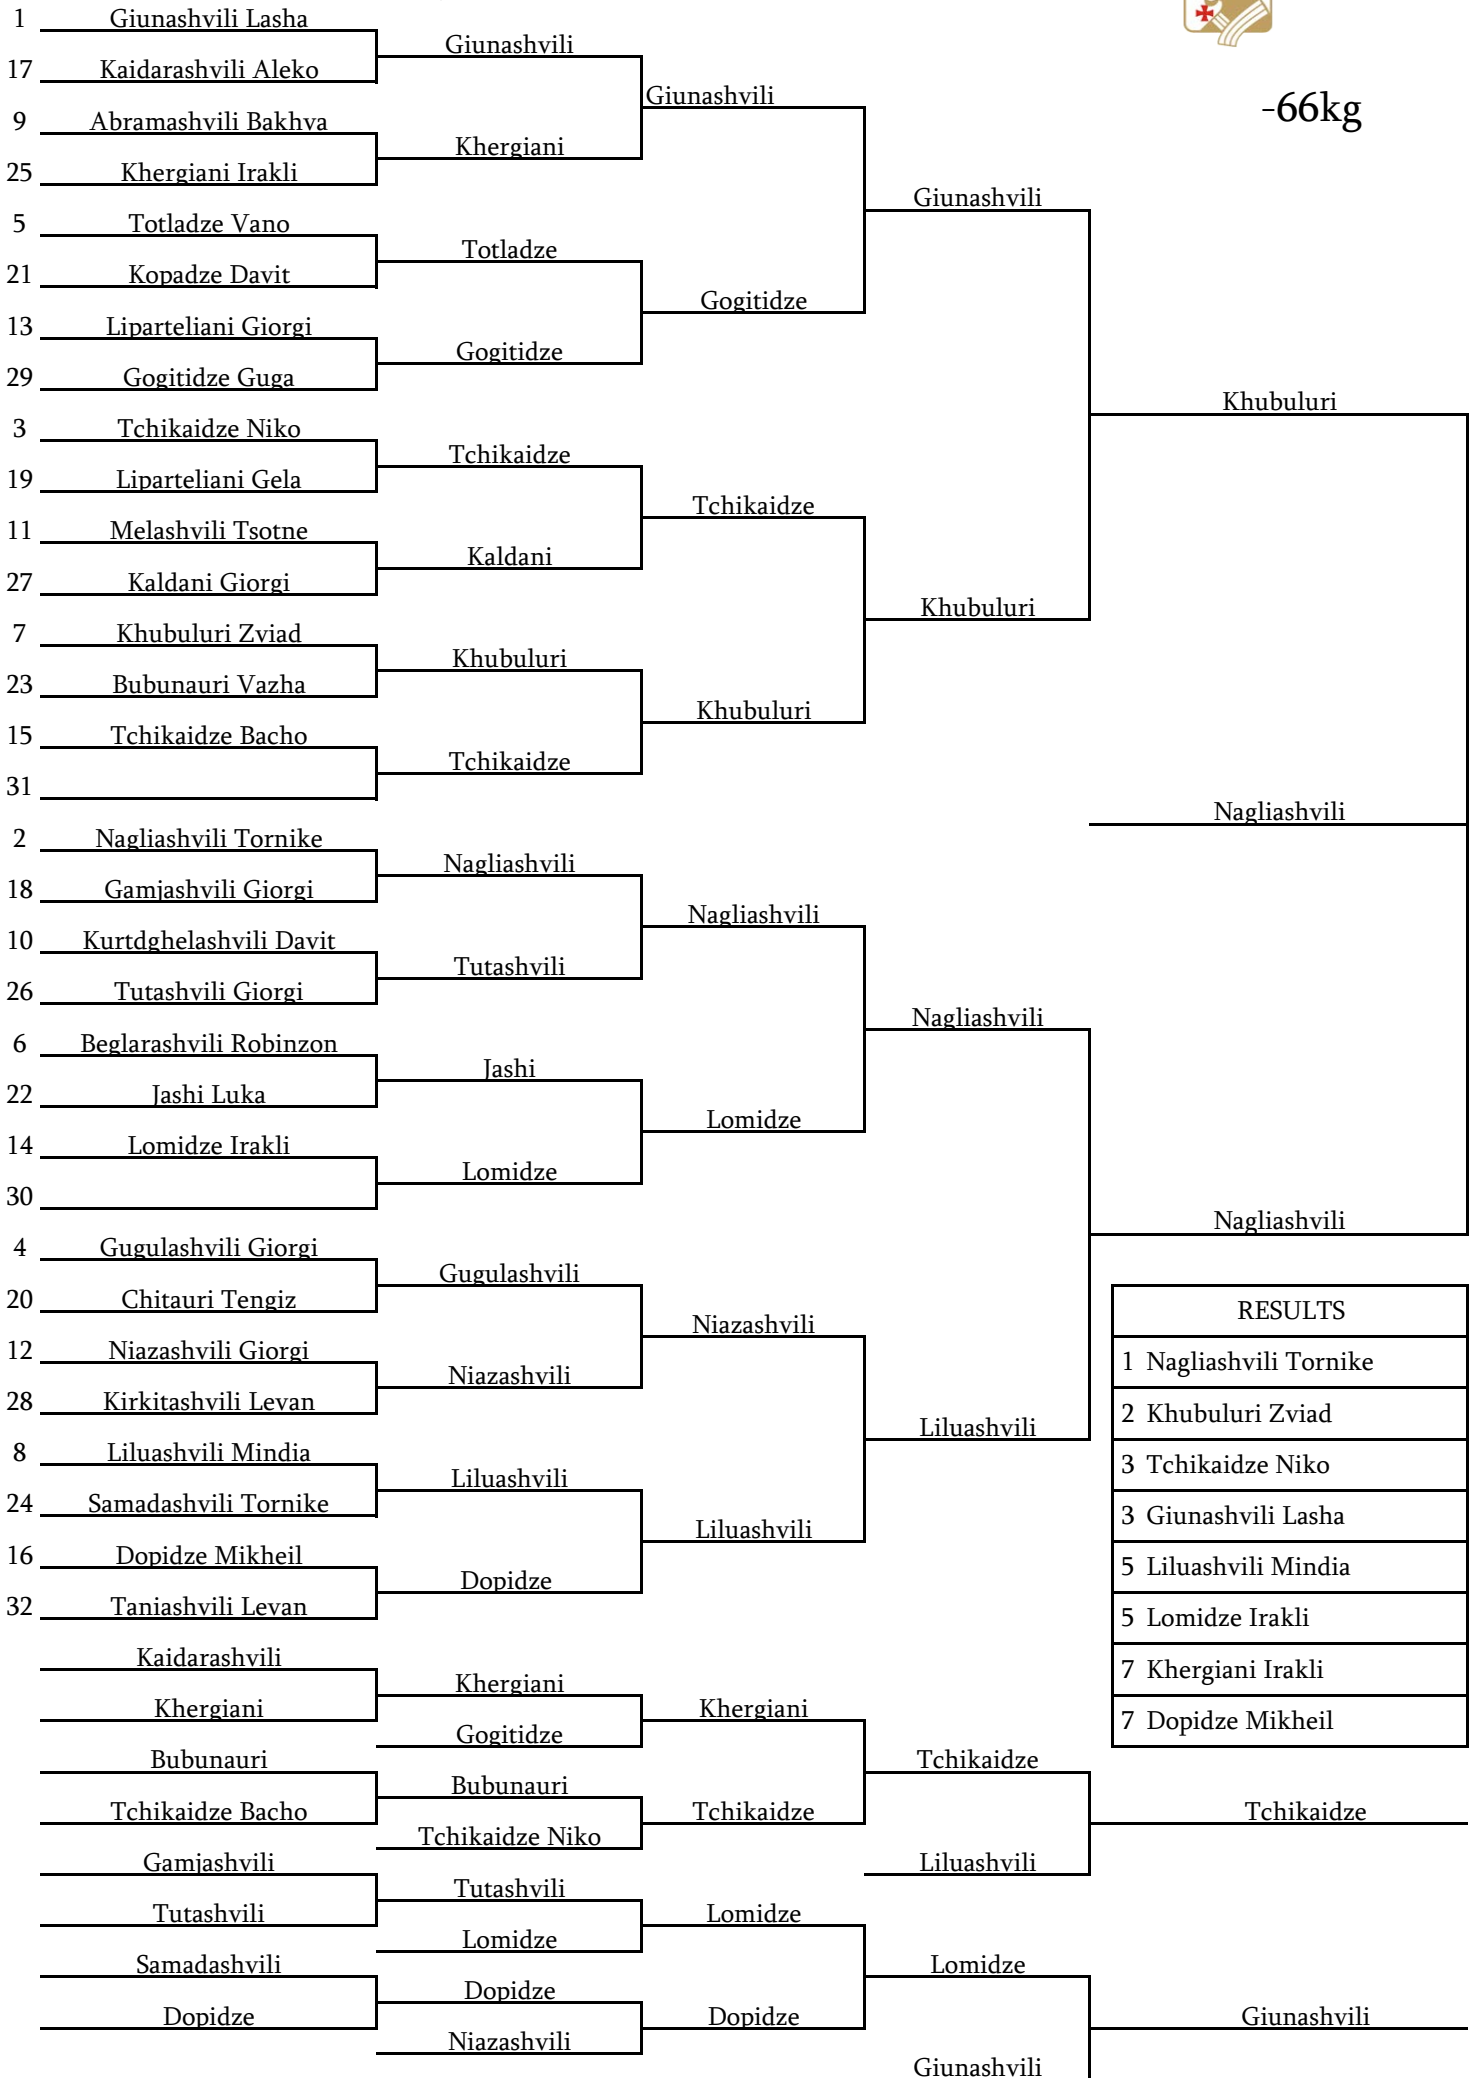 1 Giunashvili Lasha
17 Kaidarashvili Aleko
9 Abramashvili Bakhva
25 Khergiani Irakli
5 Totladze Vano
21 Kopadze Davit
13 Liparteliani Giorgi
29 Gogitidze Guga
3 Tchikaidze Niko
19 Liparteliani Gela
11 Melashvili Tsotne
27 Kaldani Giorgi
7 Khubuluri Zviad
23 Bubunauri Vazha
15 Tchikaidze Bacho
31
2 Nagliashvili Tornike
18 Gamjashvili Giorgi
10 Kurtdghelashvili Davit
26 Tutashvili Giorgi
6 Beglarashvili Robinzon
22 Jashi Luka
14 Lomidze Irakli
30
4 Gugulashvili Giorgi
20 Chitauri Tengiz
12 Niazashvili Giorgi
28 Kirkitashvili Levan
8 Liluashvili Mindia
24 Samadashvili Tornike
16 Dopidze Mikheil
32 Taniashvili Levan
Giunashvili
Khergiani
Totladze
Gogitidze
Tchikaidze
Kaldani
Khubuluri
Tchikaidze
Nagliashvili
Tutashvili
Jashi
Lomidze
Gugulashvili
Niazashvili
Liluashvili
Dopidze
Giunashvili
Gogitidze
Tchikaidze
Khubuluri
Nagliashvili
Lomidze
Niazashvili
Liluashvili
Giunashvili
Khubuluri
Nagliashvili
Liluashvili
-66kg
Khubuluri
Nagliashvili
Nagliashvili
RESULTS
1 Nagliashvili Tornike
2 Khubuluri Zviad
3 Tchikaidze Niko
3 Giunashvili Lasha
5 Liluashvili Mindia
5 Lomidze Irakli
7 Khergiani Irakli
7 Dopidze Mikheil
Kaidarashvili
Khergiani
Bubunauri
Tchikaidze Bacho
Gamjashvili
Tutashvili
Samadashvili
Dopidze
Khergiani
Gogitidze
Bubunauri
Tchikaidze Niko
Tutashvili
Lomidze
Dopidze
Niazashvili
Khergiani
Tchikaidze
Lomidze
Dopidze
Tchikaidze
Liluashvili
Lomidze
Giunashvili
Tchikaidze
Giunashvili